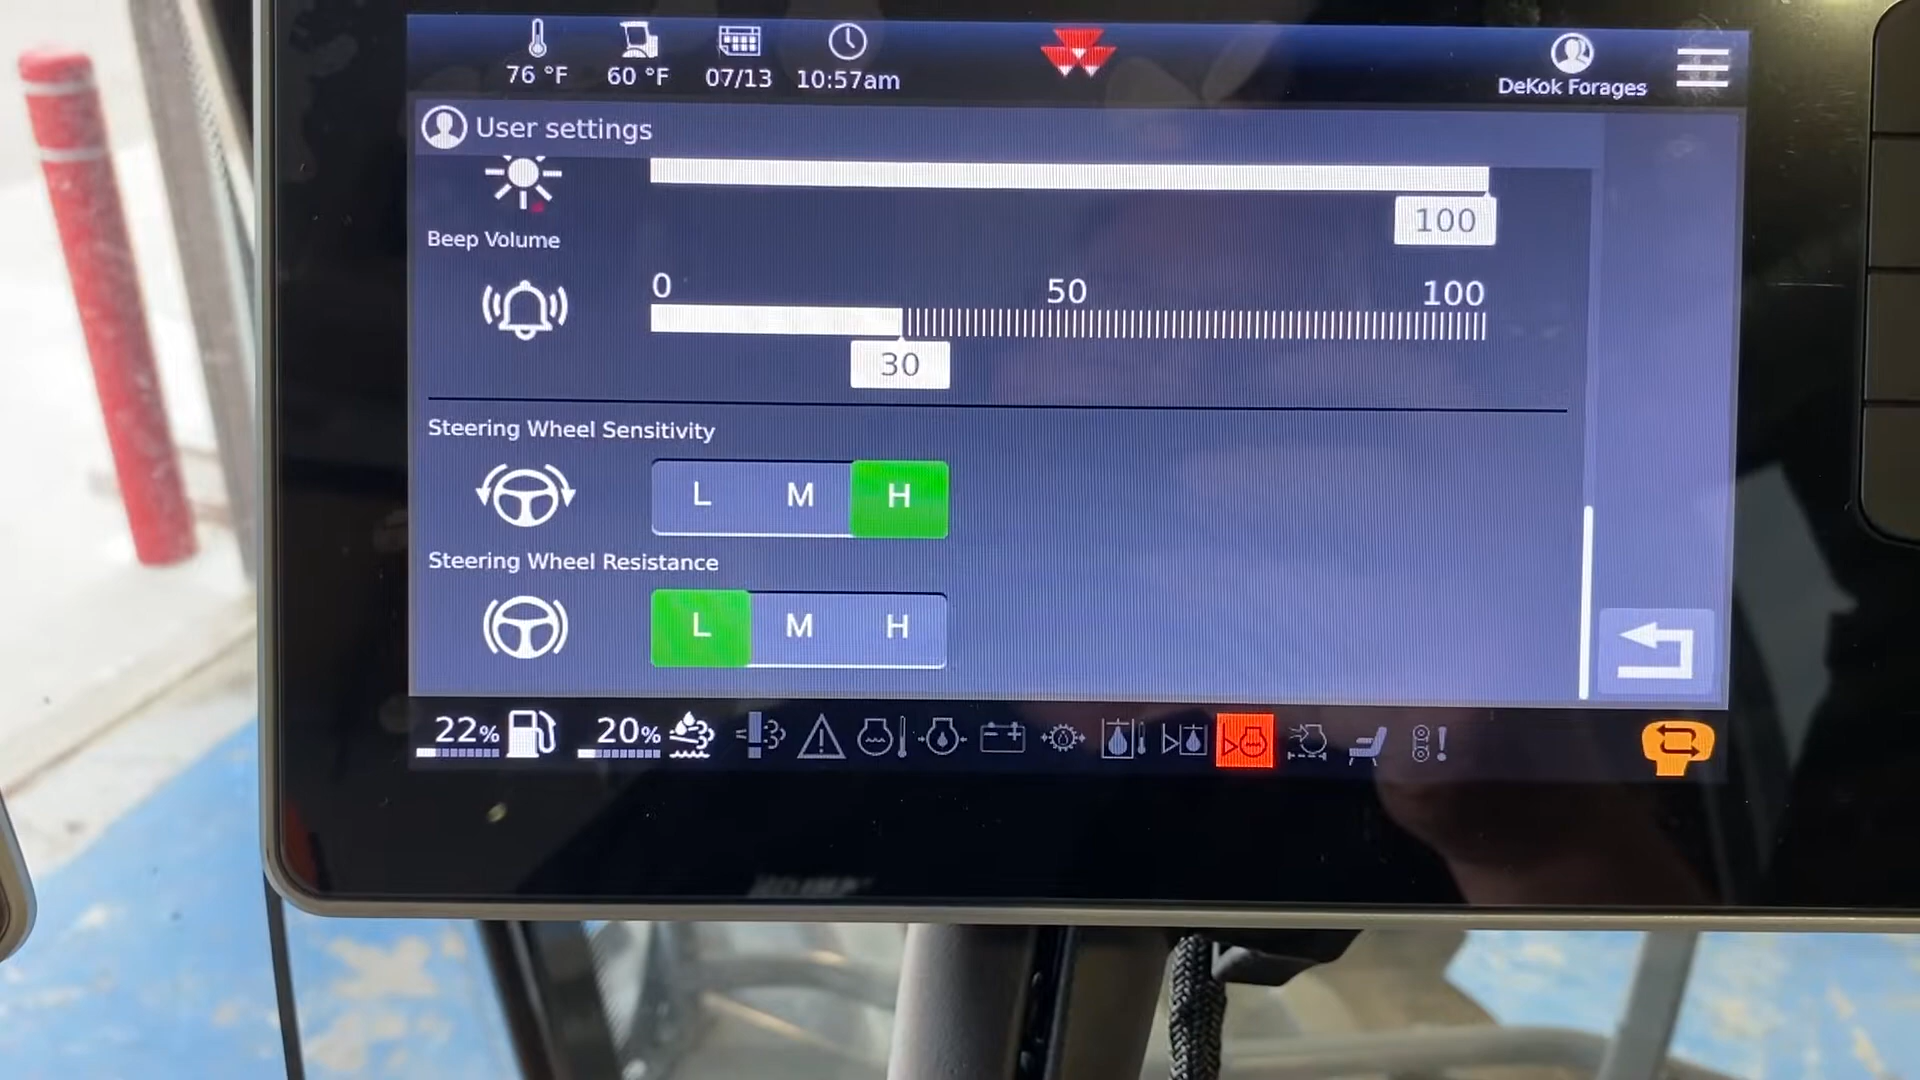 76 °F
60 °F
07/13
10:57am
DeKok Forages
User settings
100
Beep Volume
0
50
100
30
Steering Wheel Sensitivity
L M H
Steering Wheel Resistance
L M H
22%
20%